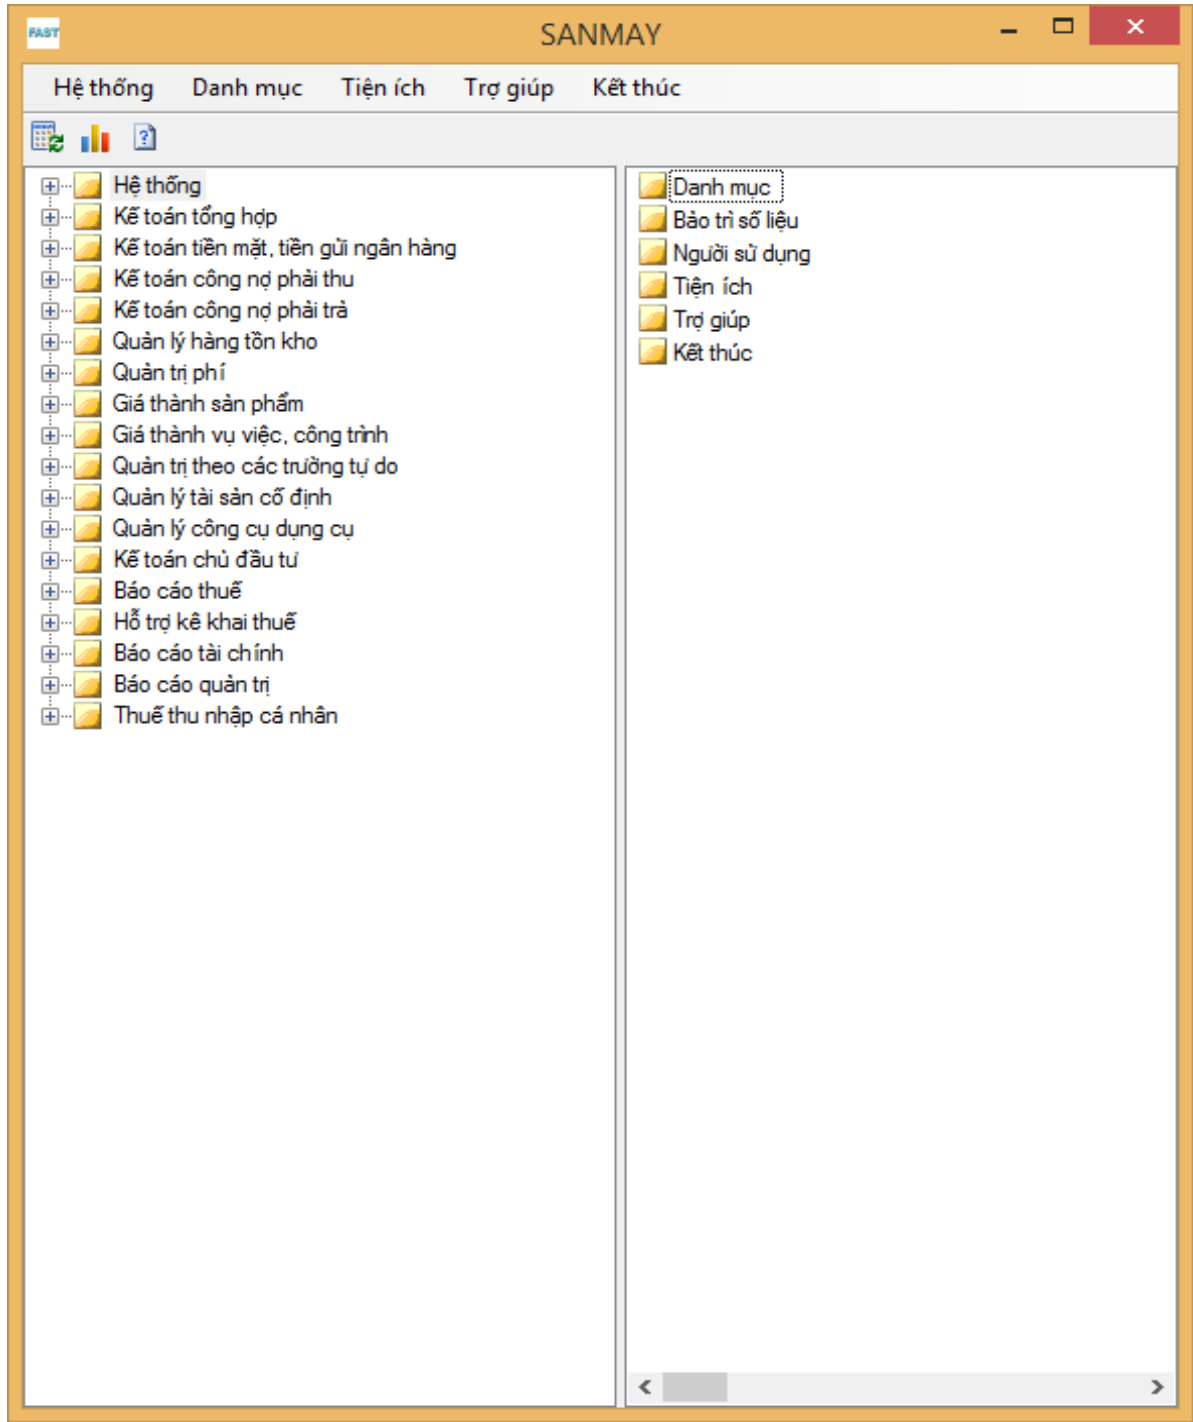 FAST
SANMAY
Hệ thống Danh mục Tiện ích Trợ giúp Kết thúc
Hệ thống
Kế toán tổng hợp
Kế toán tiền mặt, tiền gửi ngân hàng
Kế toán công nợ phải thu
Kế toán công nợ phải trả
Quản lý hàng tồn kho
Quản trị phí
Giá thành sản phẩm
Giá thành vụ việc, công trình
Quản trị theo các trường tự do
Quản lý tài sản cố định
Quản lý công cụ dụng cụ
Kế toán chủ đầu tư
Báo cáo thuế
Hỗ trợ kê khai thuế
Báo cáo tài chính
Báo cáo quản trị
Thuế thu nhập cá nhân
Danh mục
Bảo trì số liệu
Người sử dụng
Tiện ích
Trợ giúp
Kết thúc